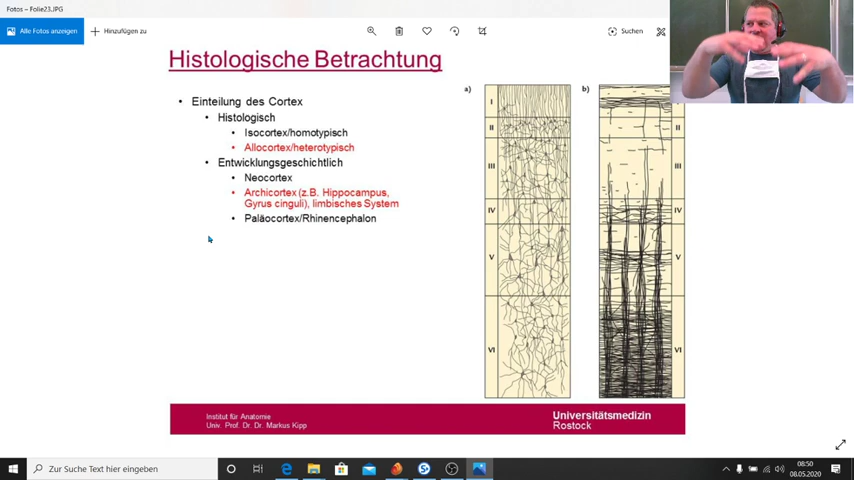 Fotos – Folie23.JPG
Alle Fotos anzeigen
Hinzufügen zu
Suchen
Histologische Betrachtung
• Einteilung des Cortex
• Histologisch
• Isocortex/homotypisch
• Allocortex/heterotypisch
• Entwicklungsgeschichtlich
• Neocortex
• Archicortex (z.B. Hippocampus,
Gyrus cinguli), limbisches System
• Paläocortex/Rhinencephalon
a)
I
II
III
IV
V
VI
b)
II
III
IV
V
VI
Institut für Anatomie
Univ. Prof. Dr. Dr. Markus Kipp
Universitätsmedizin
Rostock
Zur Suche Text hier eingeben
08:50
08.05.2020